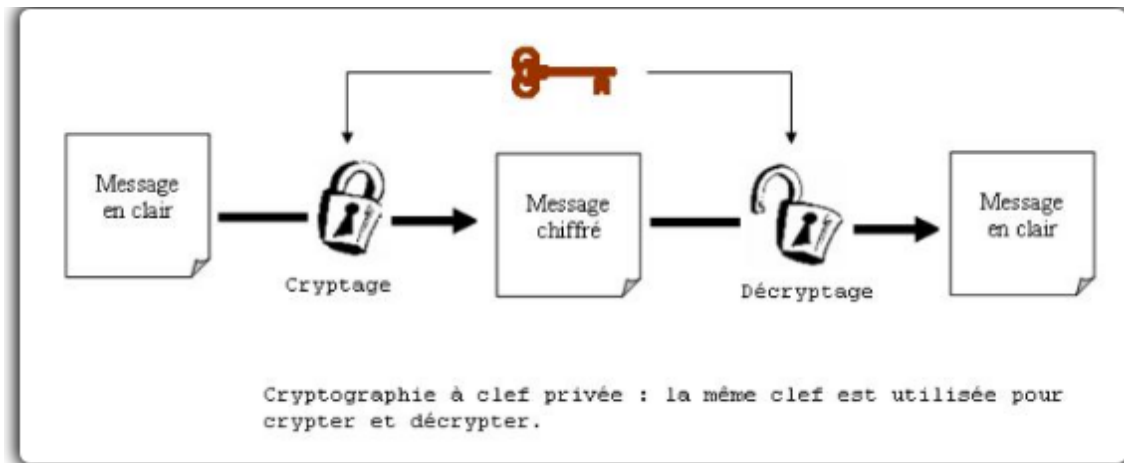 Message
en clair
Cryptage
Message
chiffré
Décryptage
Message
en clair
Cryptographie à clef privée : la même clef est utilisée pour
crypter et décrypter.